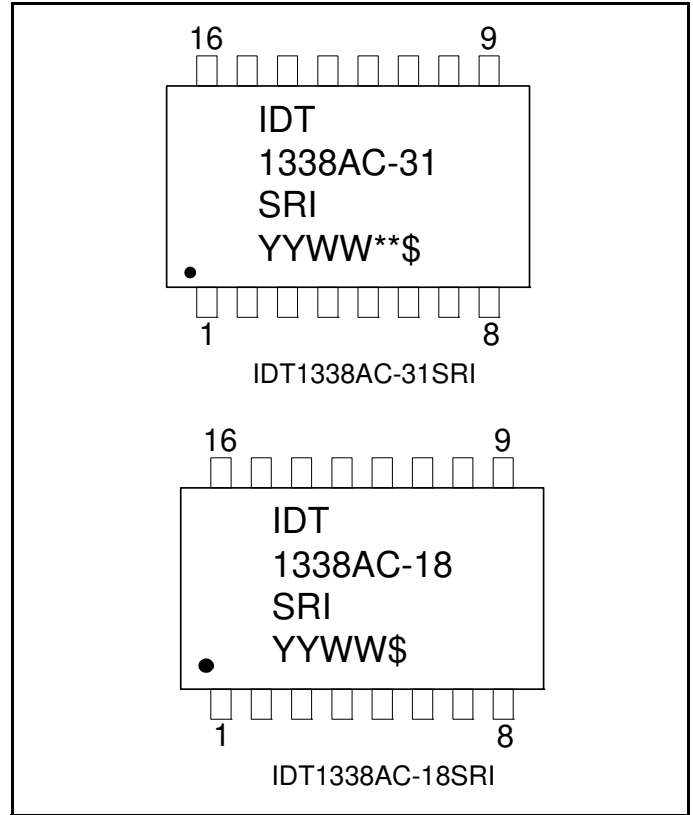 16 9
IDT
1338AC-31
SRI
YYWW**$
1 8
IDT1338AC-31SRI
16 9
IDT
1338AC-18
SRI
YYWW$
1 8
IDT1338AC-18SRI